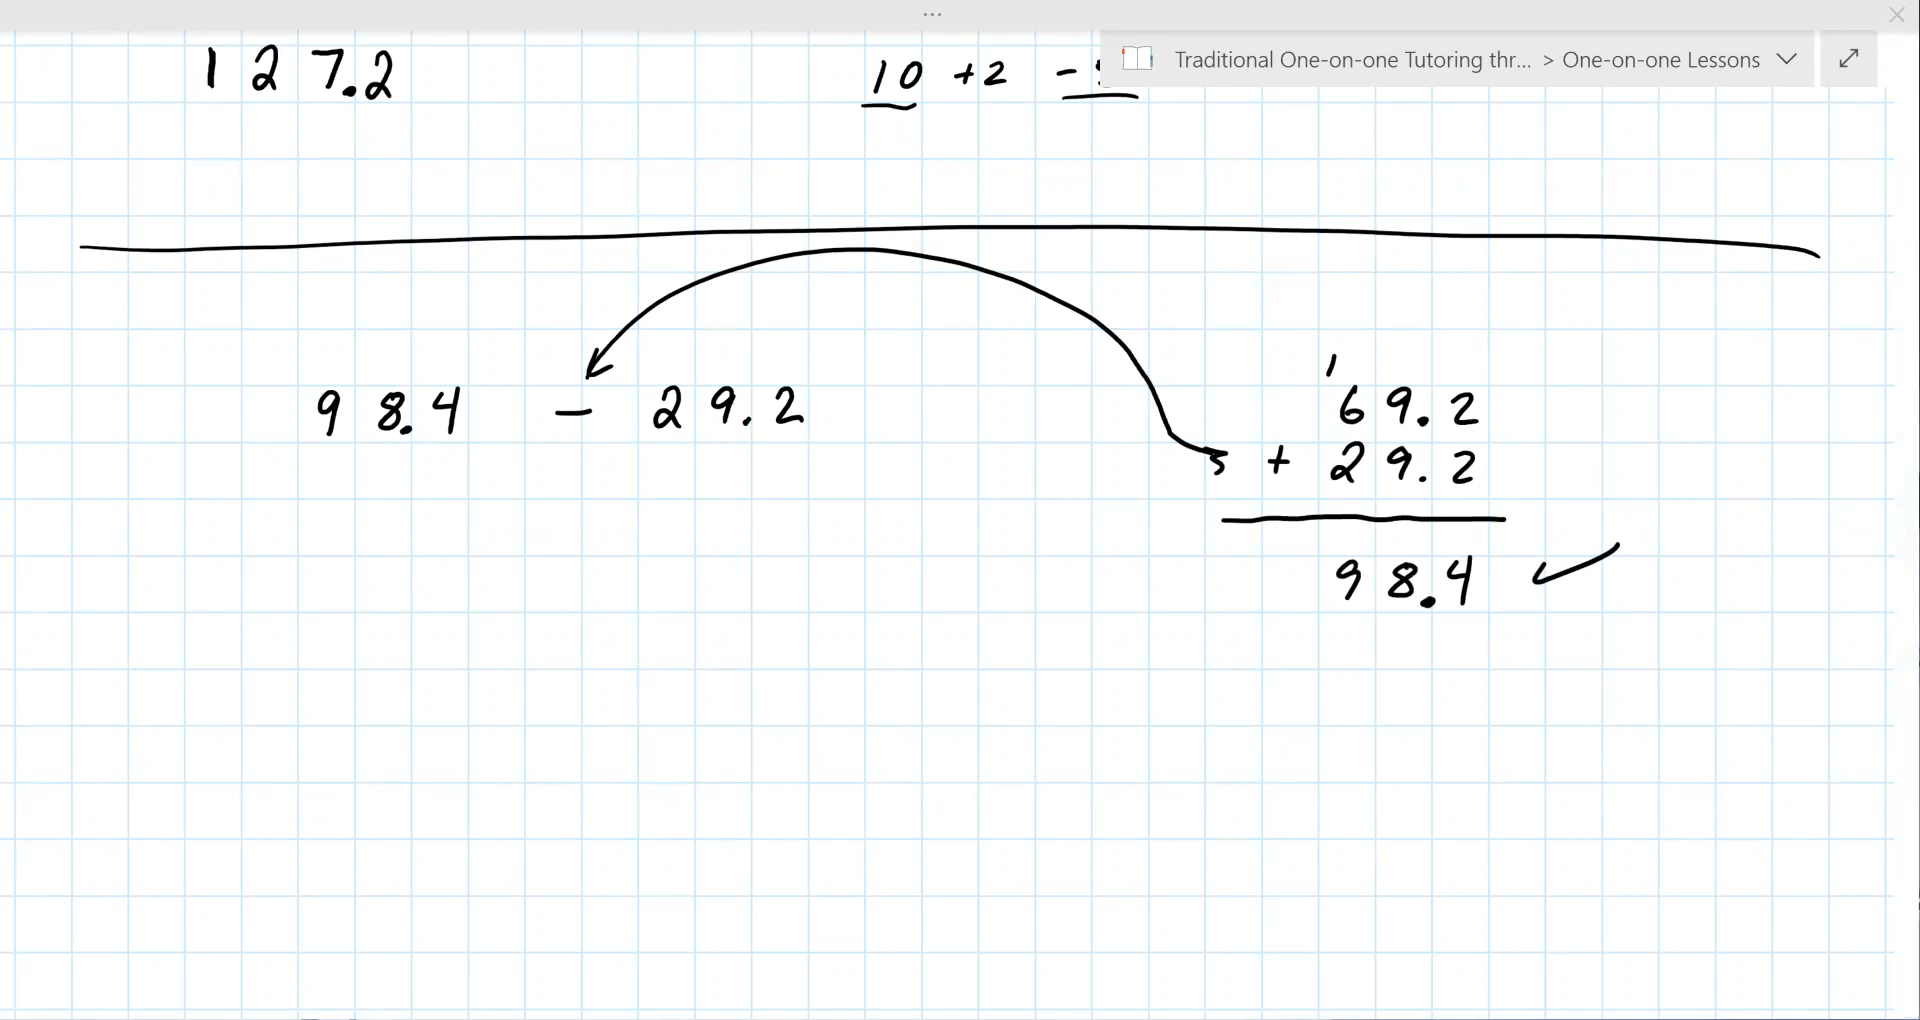 ...
127.2
10 +2 -
Traditional One-on-one Tutoring thr... > One-on-one Lessons
98.4 - 29.2
1
69.2
+ 29.2
98.4 ✓